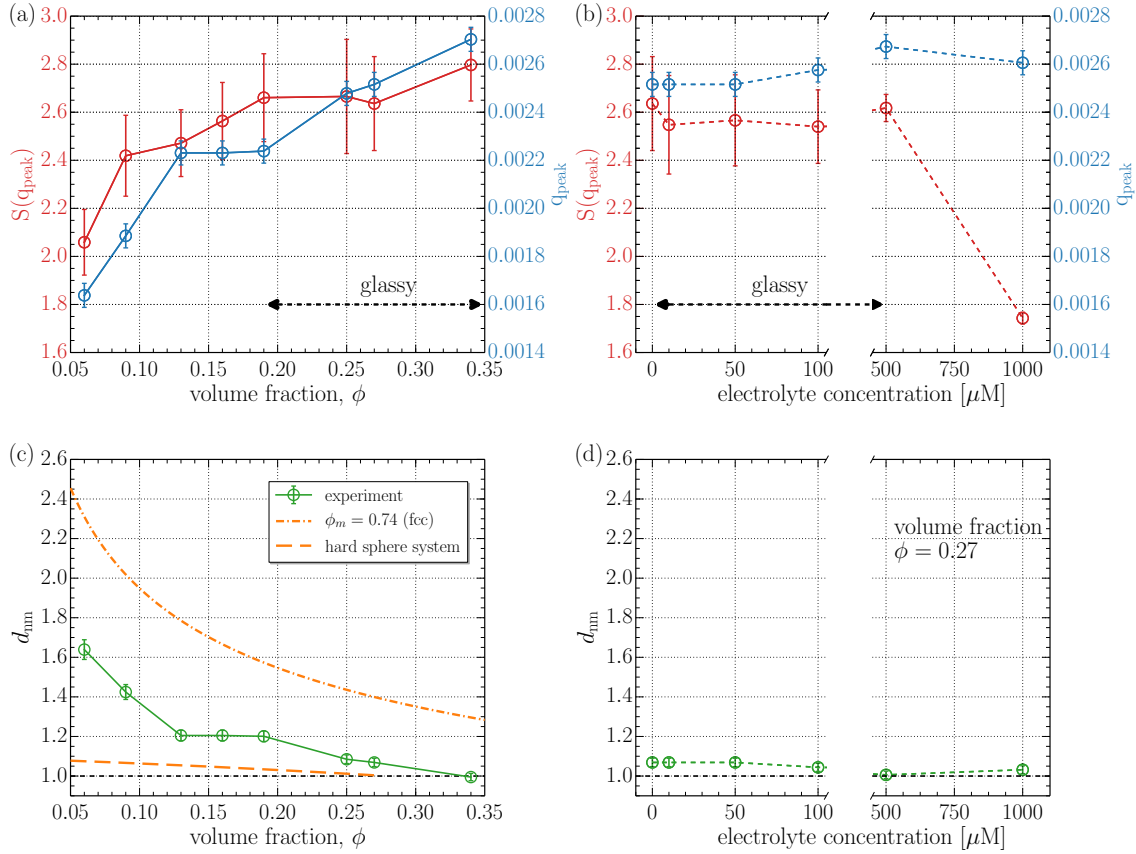 (a)
3.0
2.8
2.6
2.4
2.2
2.0
1.8
1.6
S(q_peak)
0.0028
0.0026
0.0024
0.0022
0.0020
0.0018
0.0016
0.0014
q_peak
glassy
0.05 0.10 0.15 0.20 0.25 0.30 0.35
volume fraction, ϕ
(b)
3.0
2.8
2.6
2.4
2.2
2.0
1.8
1.6
S(q_peak)
0.0028
0.0026
0.0024
0.0022
0.0020
0.0018
0.0016
0.0014
q_peak
glassy
0 50 100 500 750 1000
electrolyte concentration [μM]
(c)
2.6
2.4
2.2
2.0
1.8
1.6
1.4
1.2
1.0
d_nn
experiment
ϕ_m = 0.74 (fcc)
hard sphere system
0.05 0.10 0.15 0.20 0.25 0.30 0.35
volume fraction, ϕ
(d)
2.6
2.4
2.2
2.0
1.8
1.6
1.4
1.2
1.0
d_nn
volume fraction
ϕ = 0.27
0 50 100 500 750 1000
electrolyte concentration [μM]